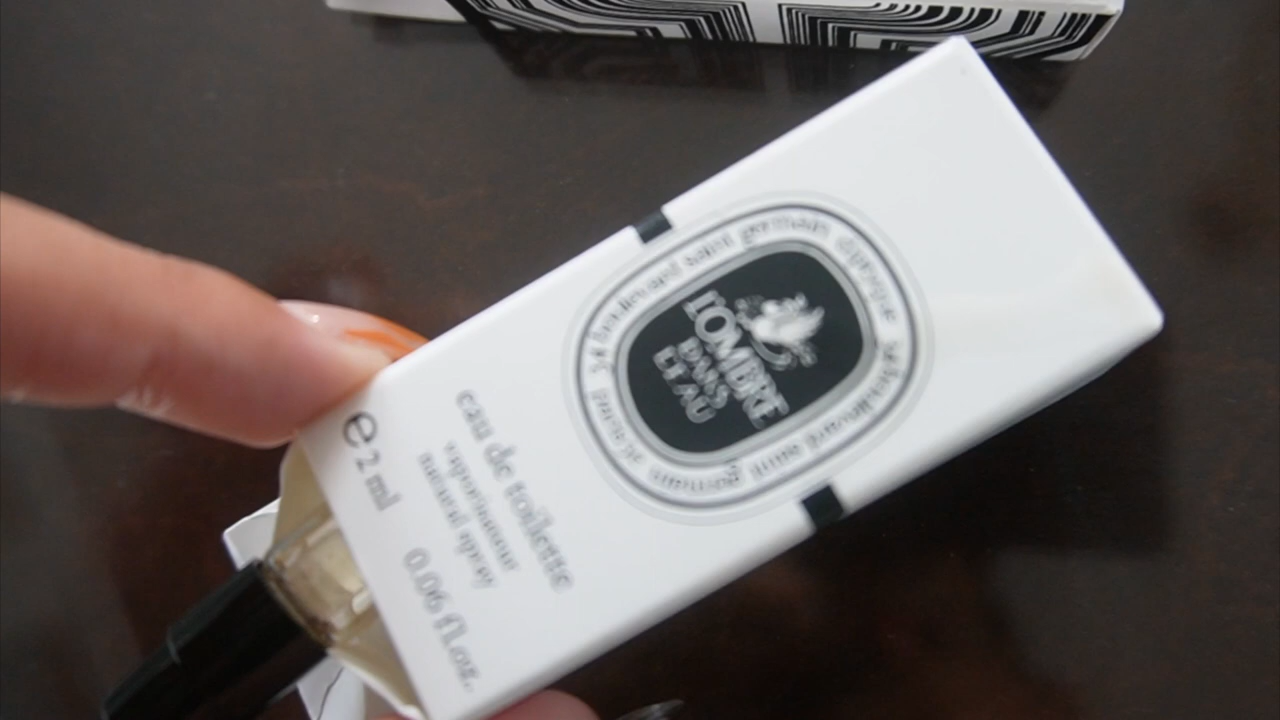 34 boulevard saint germain diptyque
L'OMBRE
DANS
L'EAU
eau de toilette
vaporisateur
natural spray
e 2 ml
0.06 fl.oz.